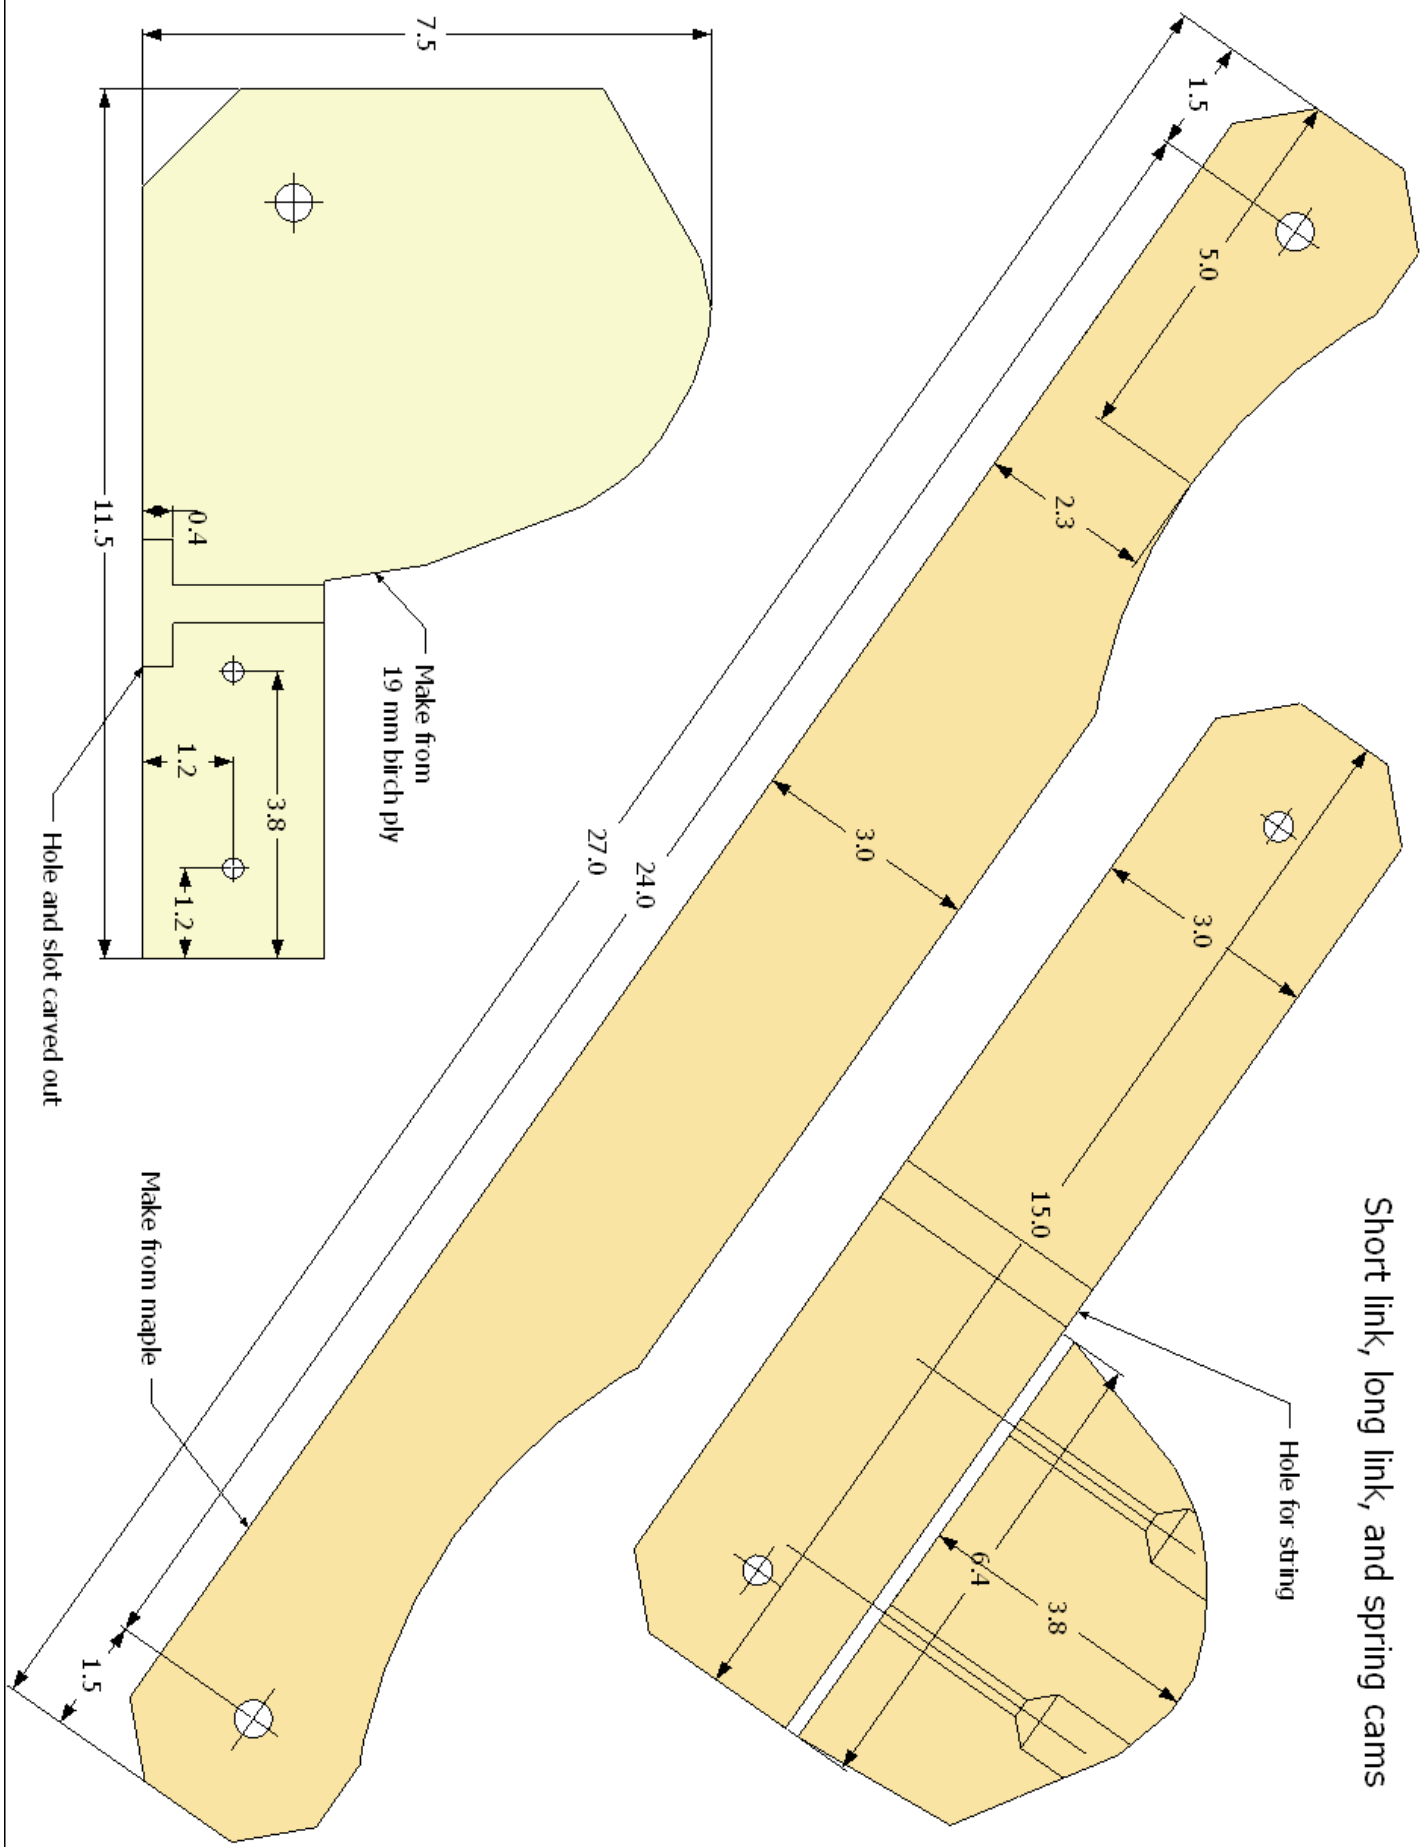 Short link, long link, and spring cams
Hole for string
3.0
15.0
6.4
3.8
1.5
5.0
2.3
3.0
24.0
27.0
1.5
Make from maple
7.5
Make from
19 mm birch ply
0.4
11.5
3.8
1.2
1.2
Hole and slot carved out